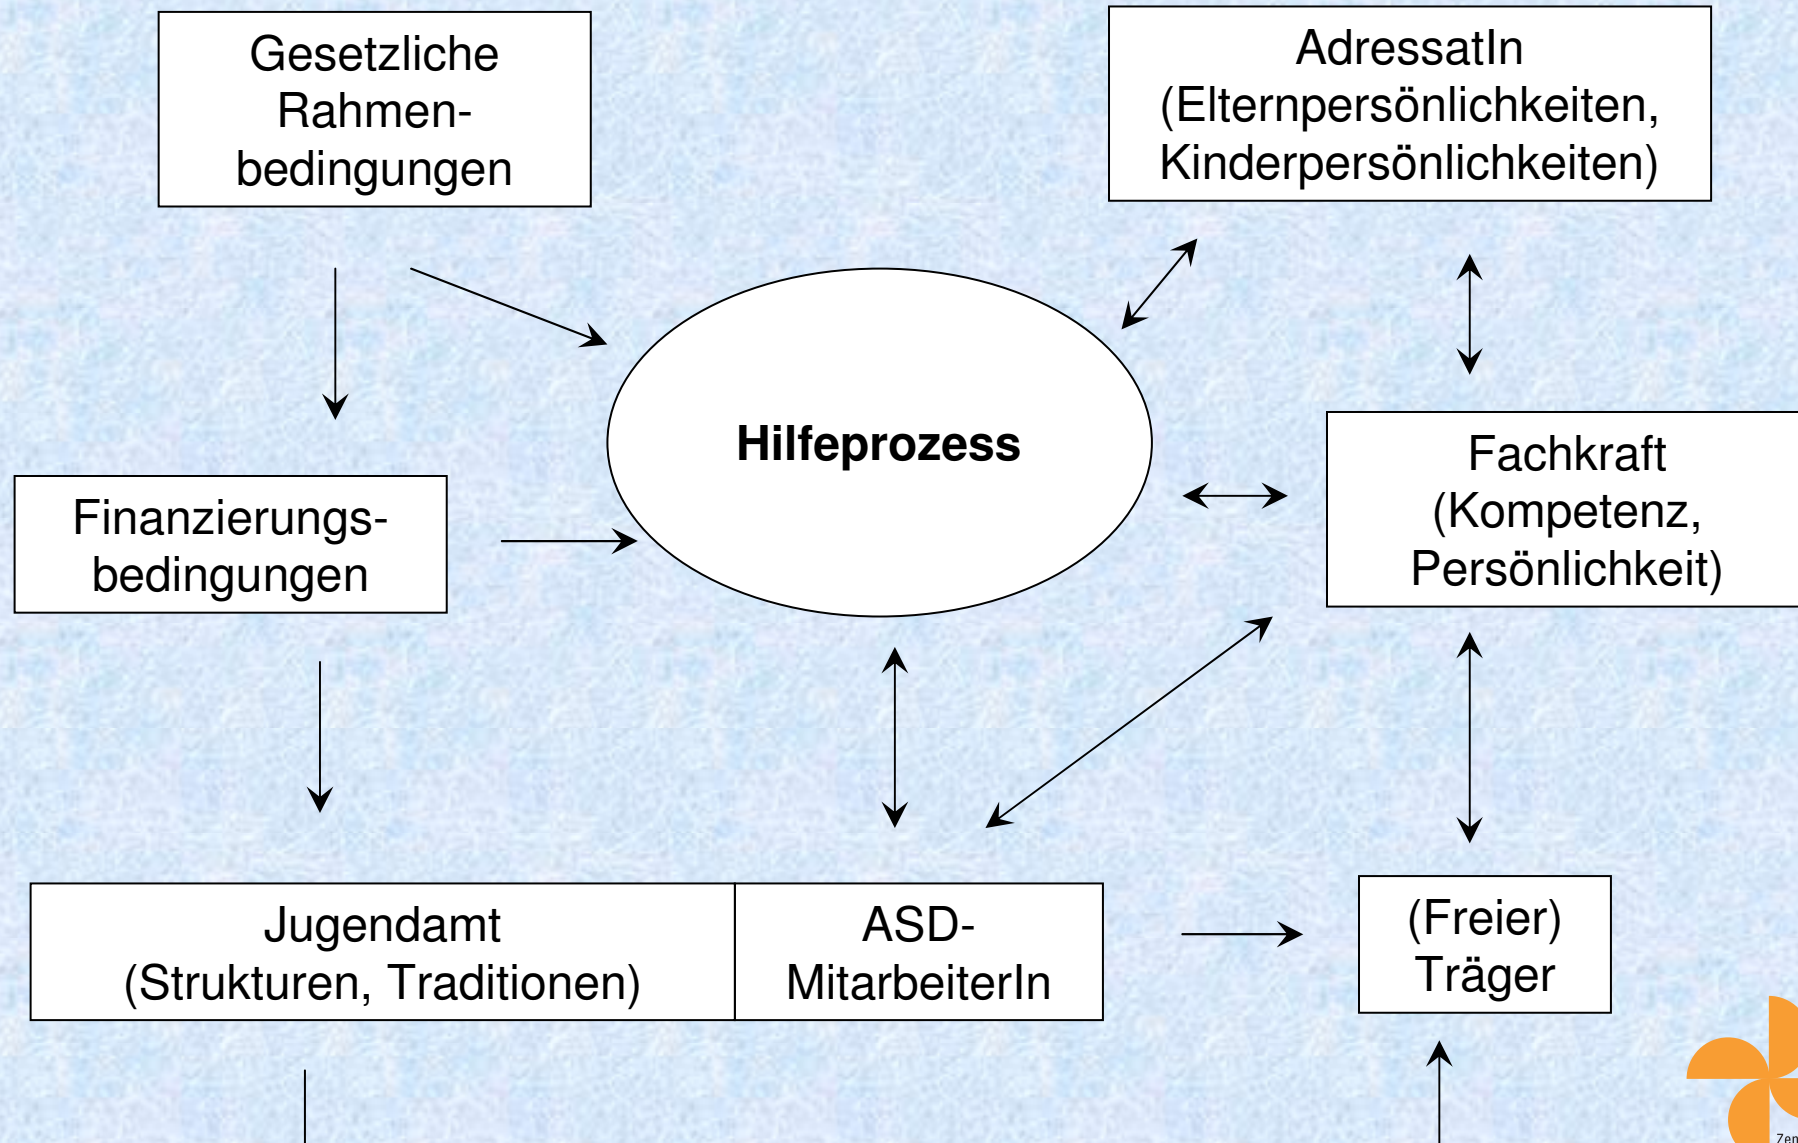 Gesetzliche
Rahmen-
bedingungen
AdressatIn
(Elternpersönlichkeiten,
Kinderpersönlichkeiten)
Hilfeprozess
Finanzierungs-
bedingungen
Fachkraft
(Kompetenz,
Persönlichkeit)
Jugendamt
(Strukturen, Traditionen)
ASD-
MitarbeiterIn
(Freier)
Träger